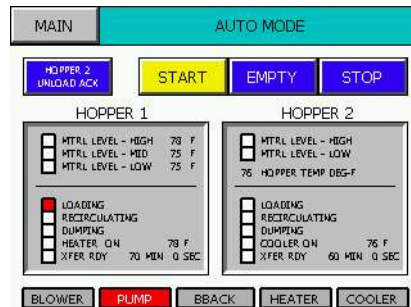 MAIN
AUTO MODE
HOPPER 2
UNLOAD ACK
START
EMPTY
STOP
HOPPER 1
MTRL LEVEL - HIGH 78 F
MTRL LEVEL - MID 75 F
MTRL LEVEL - LOW 75 F
LOADING
RECIRCULATING
DUMPING
HEATER ON 78 F
XFER RDY 70 MIN 0 SEC
HOPPER 2
MTRL LEVEL - HIGH
MTRL LEVEL - LOW
76 HOPPER TEMP DEG-F
LOADING
RECIRCULATING
DUMPING
COOLER ON 76 F
XFER RDY 60 MIN 0 SEC
BLOWER
PUMP
BBACK
HEATER
COOLER